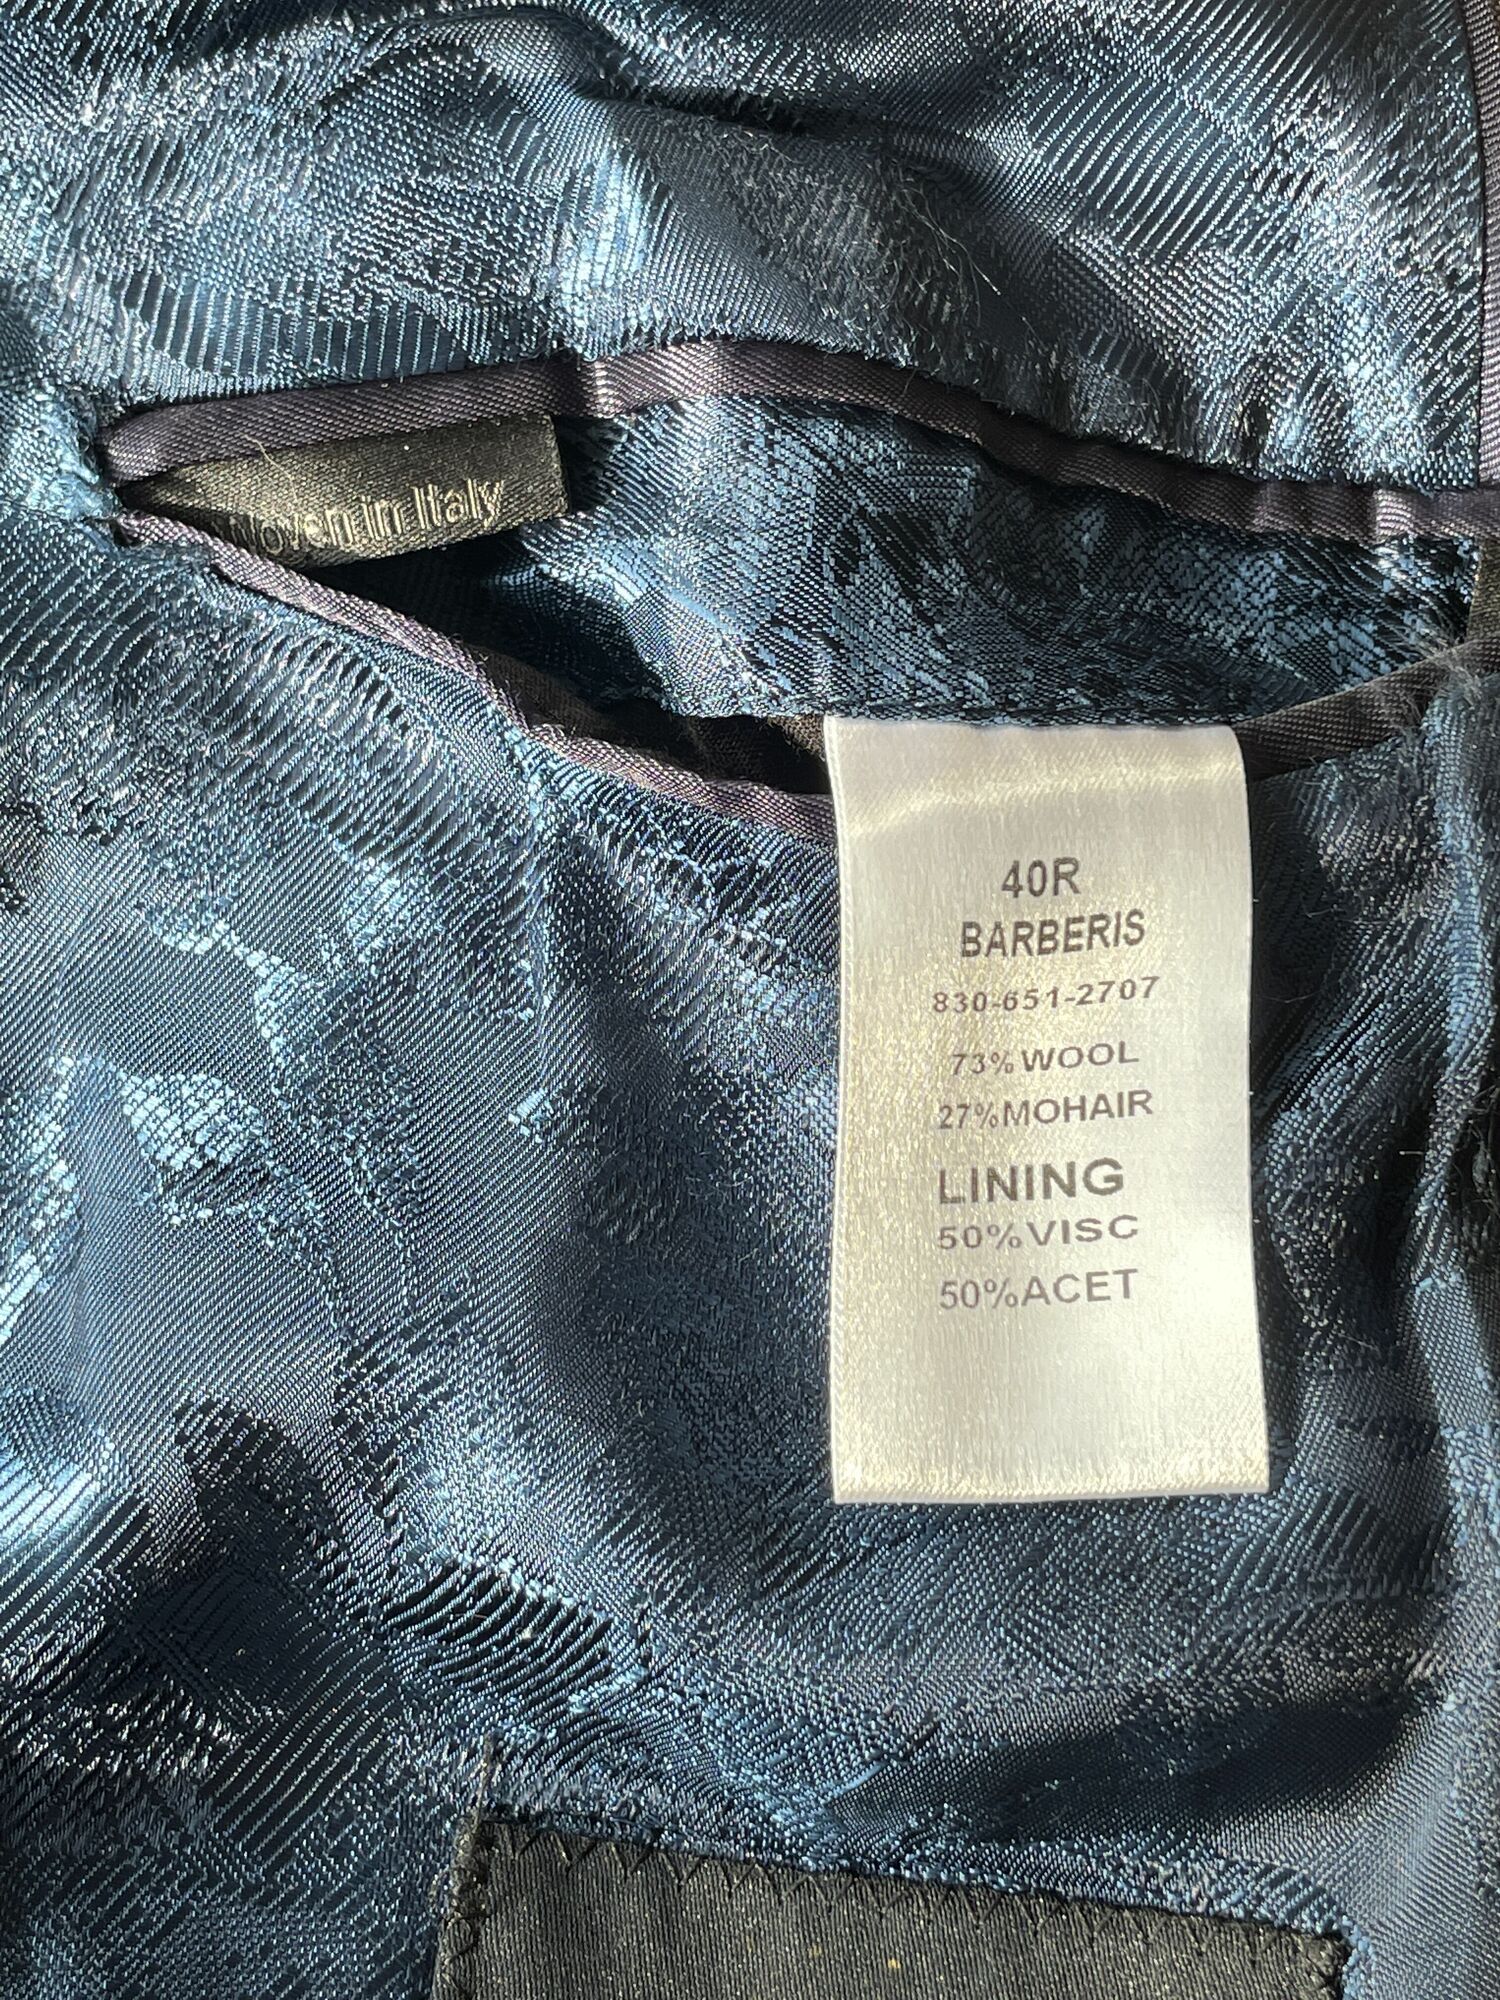 Woven in Italy
40R
BARBERIS
830-651-2707
73% WOOL
27%MOHAIR
LINING
50%VISC
50%ACET